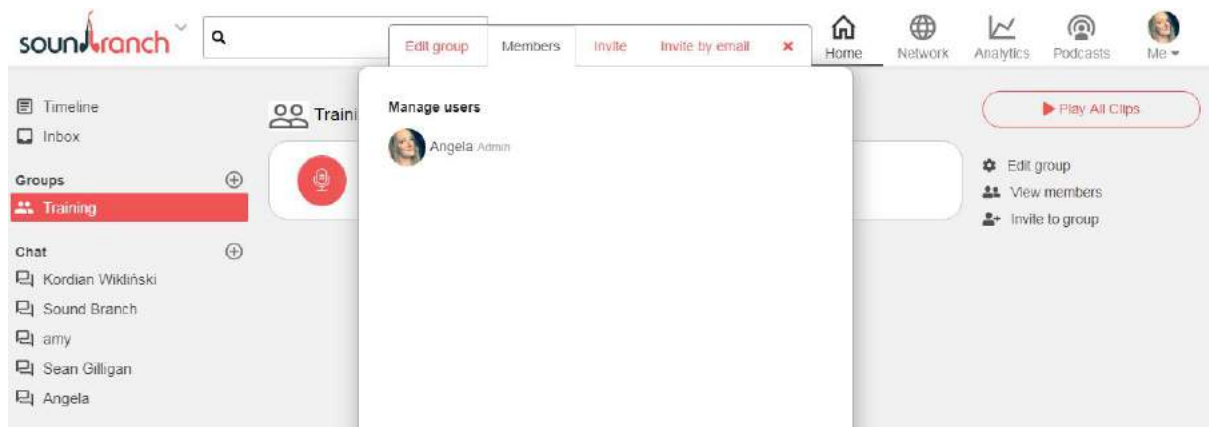 soundbranch
Edit group Members Invite Invite by email ×
Home Network Analytics Podcasts Me
Timeline
Inbox
Groups
Training
Chat
Kordian Wikliński
Sound Branch
amy
Sean Gilligan
Angela
Traini
Manage users
Angela Admin
Play All Clips
Edit group
View members
Invite to group